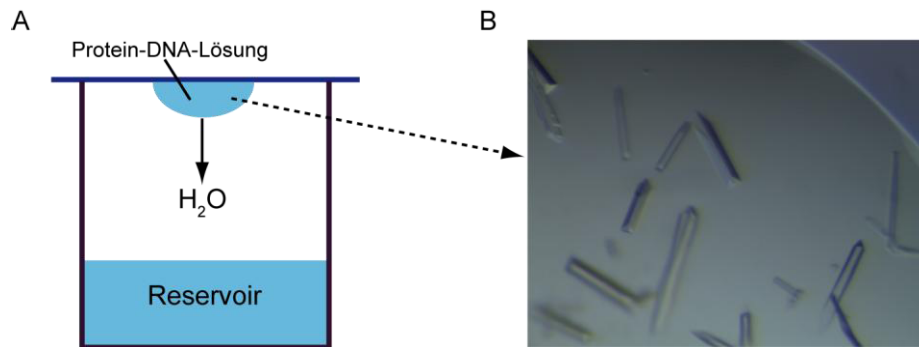 A
B
Protein-DNA-Lösung
H₂O
Reservoir